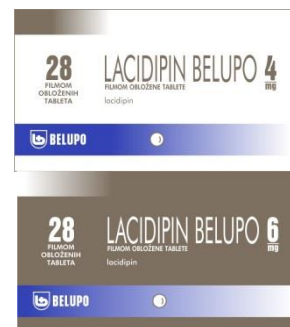 28
FILMOM
OBLOŽENIH
TABLETA
LACIDIPIN BELUPO 4 mg
FILMOM OBLOŽENE TABLETE
lacidipin
BELUPO
28
FILMOM
OBLOŽENIH
TABLETA
LACIDIPIN BELUPO 6 mg
FILMOM OBLOŽENE TABLETE
lacidipin
BELUPO